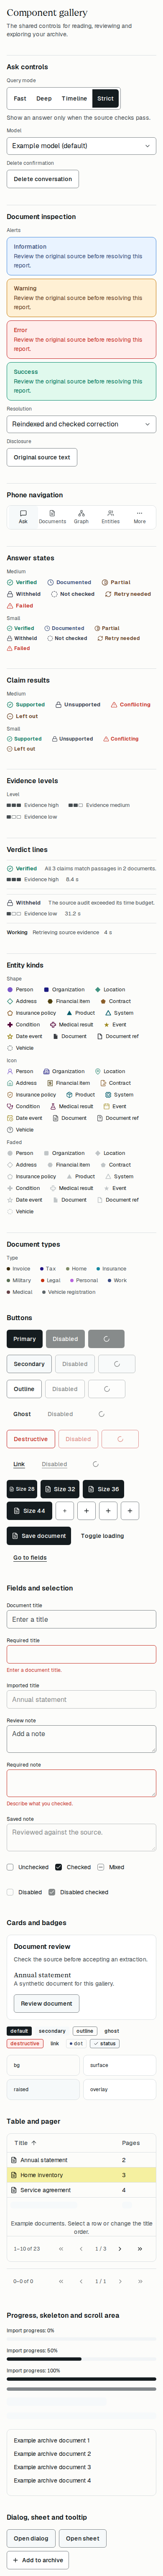 Component gallery
The shared controls for reading, reviewing and
exploring your archive.
Ask controls
Query mode
Fast Deep Timeline Strict
Show an answer only when the source checks pass.
Model
Example model (default)
Delete confirmation
Delete conversation
Document inspection
Alerts
Information
Review the original source before resolving this
report.
Warning
Review the original source before resolving this
report.
Error
Review the original source before resolving this
report.
Success
Review the original source before resolving this
report.
Resolution
Reindexed and checked correction
Disclosure
Original source text
Phone navigation
Ask Documents Graph Entities More
Answer states
Medium
Verified Documented Partial
Withheld Not checked Retry needed
Failed
Small
Verified Documented Partial
Withheld Not checked Retry needed
Failed
Claim results
Medium
Supported Unsupported Conflicting
Left out
Small
Supported Unsupported Conflicting
Left out
Evidence levels
Level
Evidence high Evidence medium
Evidence low
Verdict lines
Verified All 3 claims match passages in 2 documents.
Evidence high 6.4 s
Withheld The source audit exceeded its time budget.
Evidence low 31.2 s
Working Retrieving source evidence 4 s
Entity kinds
Shape
Person Organization Location
Address Financial item Contract
Insurance policy Product System
Condition Medical result Event
Date event Document Document ref
Vehicle
Icon
Person Organization Location
Address Financial item Contract
Insurance policy Product System
Condition Medical result Event
Date event Document Document ref
Vehicle
Faded
Person Organization Location
Address Financial item Contract
Insurance policy Product System
Condition Medical result Event
Date event Document Document ref
Vehicle
Document types
Type
Invoice Tax Home Insurance
Military Legal Personal Work
Medical Vehicle registration
Buttons
Primary Disabled
Secondary Disabled
Outline Disabled
Ghost Disabled
Destructive Disabled
Link Disabled
Size 28 Size 32 Size 36
Size 44
Save document Toggle loading
Go to fields
Fields and selection
Document title
Enter a title
Required title
Enter a document title.
Imported title
Annual statement
Review note
Add a note
Required note
Describe what you checked.
Saved note
Reviewed against the source.
Unchecked Checked Mixed
Disabled Disabled checked
Cards and badges
Document review
Check the source before accepting an extraction.
Annual statement
A synthetic document for this gallery.
Review document
default secondary outline ghost
destructive link dot status
bg surface
raised overlay
Table and pager
Title ↑ Pages
Annual statement 2
Home inventory 3
Service agreement 4
Example documents. Select a row or change the title
order.
1–10 of 23 1 / 3
0–0 of 0 1 / 1
Progress, skeleton and scroll area
Import progress: 0%
Import progress: 50%
Import progress: 100%
Example archive document 1
Example archive document 2
Example archive document 3
Example archive document 4
Dialog, sheet and tooltip
Open dialog Open sheet
+ Add to archive